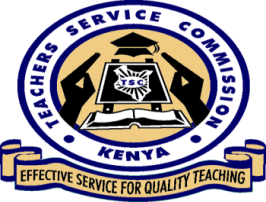 TEACHERS SERVICE COMMISSION
TSC
KENYA
EFFECTIVE SERVICE FOR QUALITY TEACHING